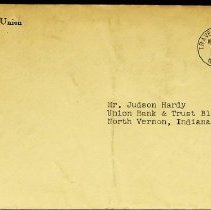 Union
Mr. Judson Hardy
Union Bank & Trust Bl
North Vernon, Indiana